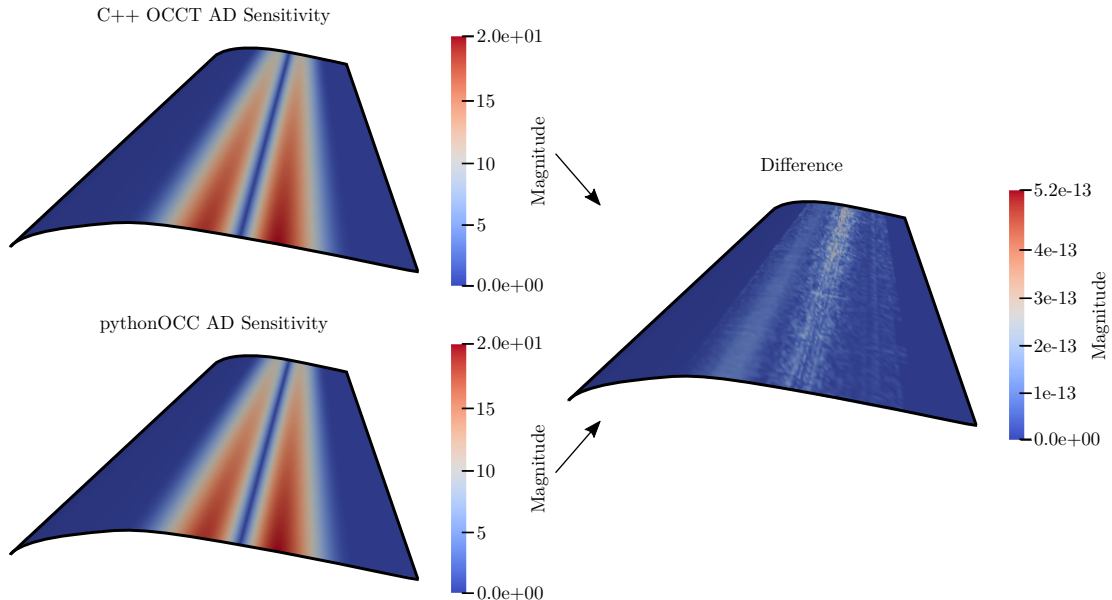 C++ OCCT AD Sensitivity
2.0e+01
15
10
5
0.0e+00
Magnitude
pythonOCC AD Sensitivity
2.0e+01
15
10
5
0.0e+00
Magnitude
Difference
5.2e-13
4e-13
3e-13
2e-13
1e-13
0.0e+00
Magnitude